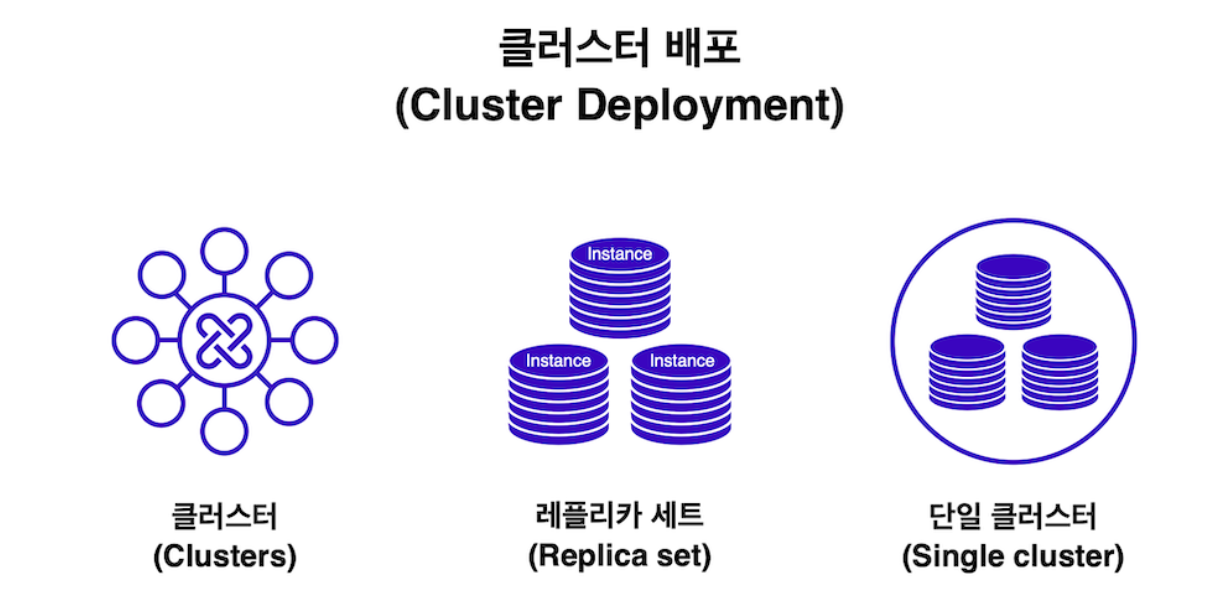 클러스터 배포
(Cluster Deployment)
Instance
Instance
Instance
클러스터
(Clusters)
레플리카 세트
(Replica set)
단일 클러스터
(Single cluster)